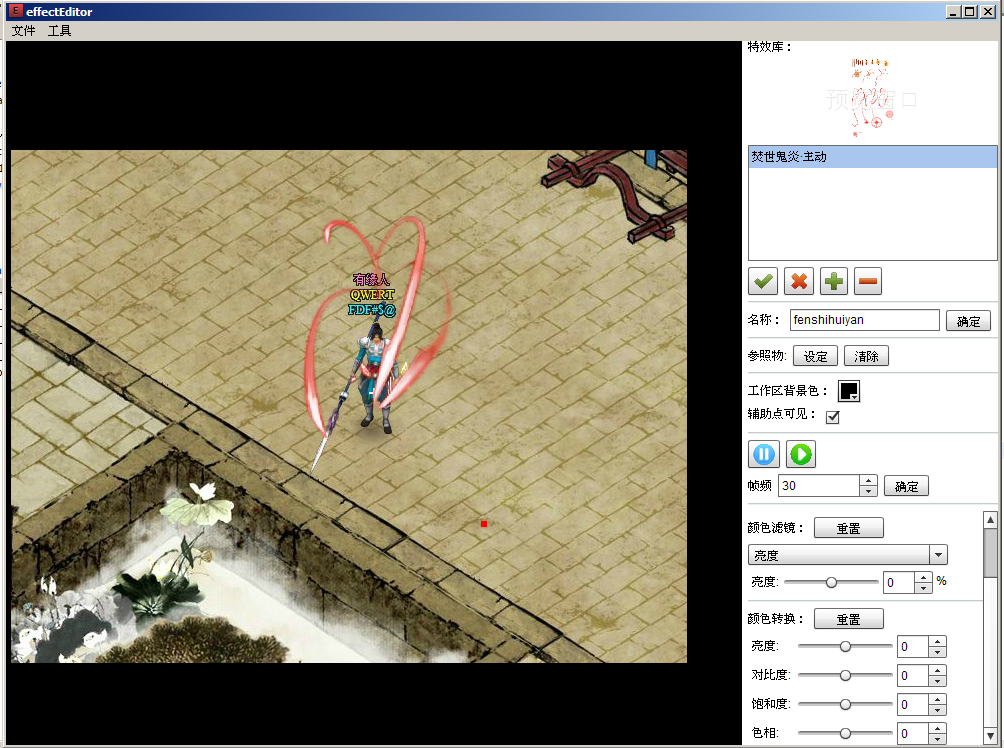 effectEditor
文件 工具
特效库：
预览窗口
焚世鬼炎·主动
名称： fenshihuiyan 确定
参照物: 设定 清除
工作区背景色：
辅助点可见：
帧频 30 确定
颜色滤镜： 重置
亮度
亮度: 0 %
颜色转换： 重置
亮度: 0
对比度: 0
饱和度: 0
色相: 0
有缘人
QWERT
FDF#$@